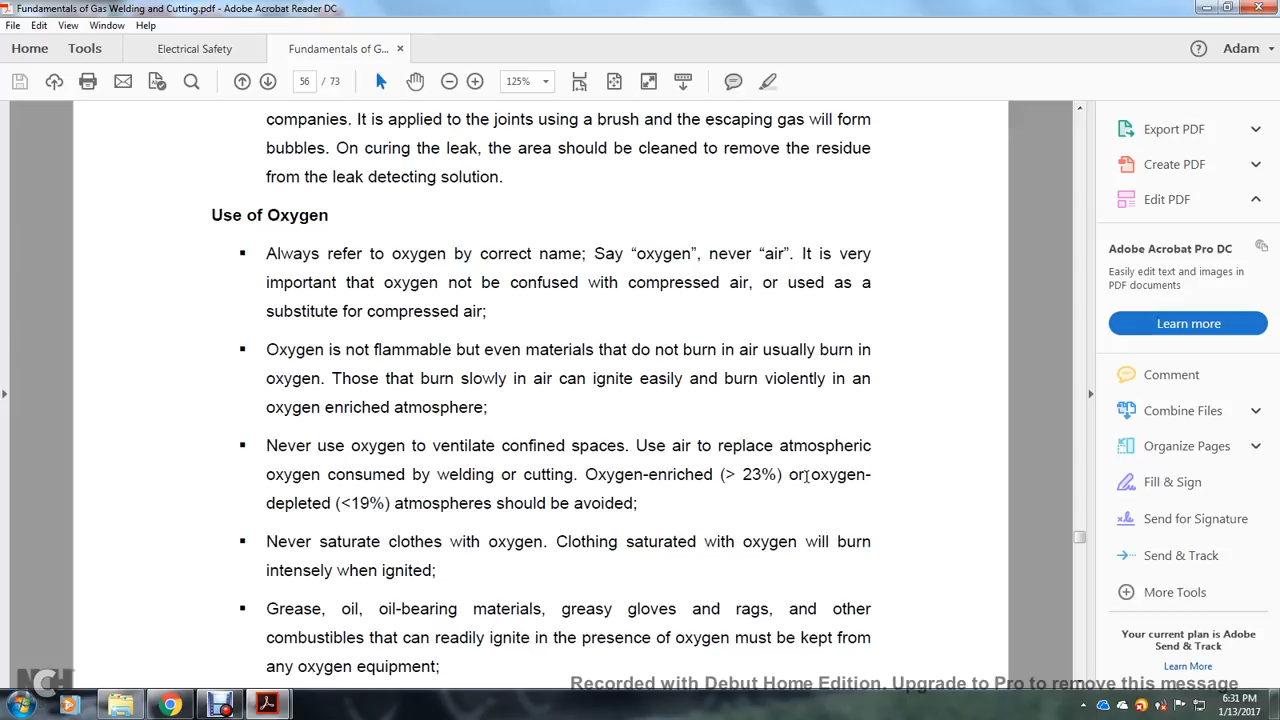 Fundamentals of Gas Welding and Cutting.pdf - Adobe Acrobat Reader DC
File Edit View Window Help
Home Tools Electrical Safety Fundamentals of G... × Adam
56 / 73 125%
companies. It is applied to the joints using a brush and the escaping gas will form
bubbles. On curing the leak, the area should be cleaned to remove the residue
from the leak detecting solution.
Use of Oxygen
▪ Always refer to oxygen by correct name; Say “oxygen”, never “air”. It is very
important that oxygen not be confused with compressed air, or used as a
substitute for compressed air;
▪ Oxygen is not flammable but even materials that do not burn in air usually burn in
oxygen. Those that burn slowly in air can ignite easily and burn violently in an
oxygen enriched atmosphere;
▪ Never use oxygen to ventilate confined spaces. Use air to replace atmospheric
oxygen consumed by welding or cutting. Oxygen-enriched (> 23%) or oxygen-
depleted (<19%) atmospheres should be avoided;
▪ Never saturate clothes with oxygen. Clothing saturated with oxygen will burn
intensely when ignited;
▪ Grease, oil, oil-bearing materials, greasy gloves and rags, and other
combustibles that can readily ignite in the presence of oxygen must be kept from
any oxygen equipment;
Export PDF
Create PDF
Edit PDF
Adobe Acrobat Pro DC
Easily edit text and images in
PDF documents
Learn more
Comment
Combine Files
Organize Pages
Fill & Sign
Send for Signature
Send & Track
More Tools
Your current plan is Adobe
Send & Track
Learn More
NCH
Recorded with Debut Home Edition. Upgrade to Pro to remove this message
6:31 PM
1/13/2017